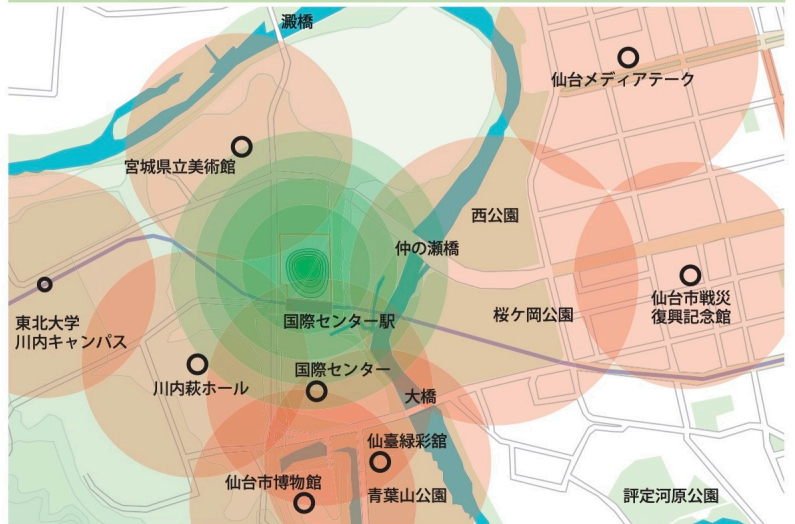 澱橋
仙台メディアテーク
宮城県立美術館
西公園
仲の瀬橋
仙台市戦災
復興記念館
桜ケ岡公園
東北大学
川内キャンパス
国際センター駅
国際センター
川内萩ホール
大橋
仙臺緑彩館
仙台市博物館
青葉山公園
評定河原公園